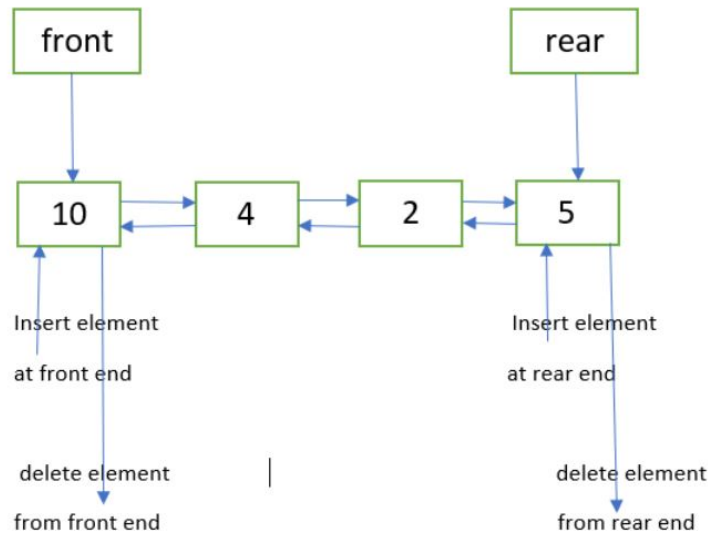 front
rear
10
4
2
5
Insert element
at front end
Insert element
at rear end
delete element
from front end
delete element
from rear end